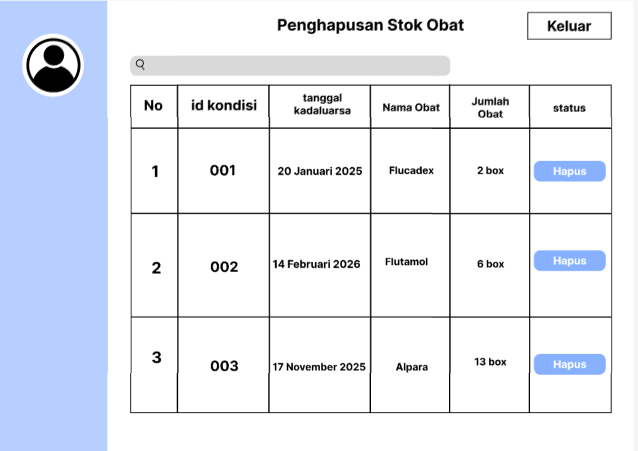 Penghapusan Stok Obat
Keluar
No id kondisi tanggal kadaluarsa Nama Obat Jumlah Obat status
1 001 20 Januari 2025 Flucadex 2 box Hapus
2 002 14 Februari 2026 Flutamol 6 box Hapus
3 003 17 November 2025 Alpara 13 box Hapus